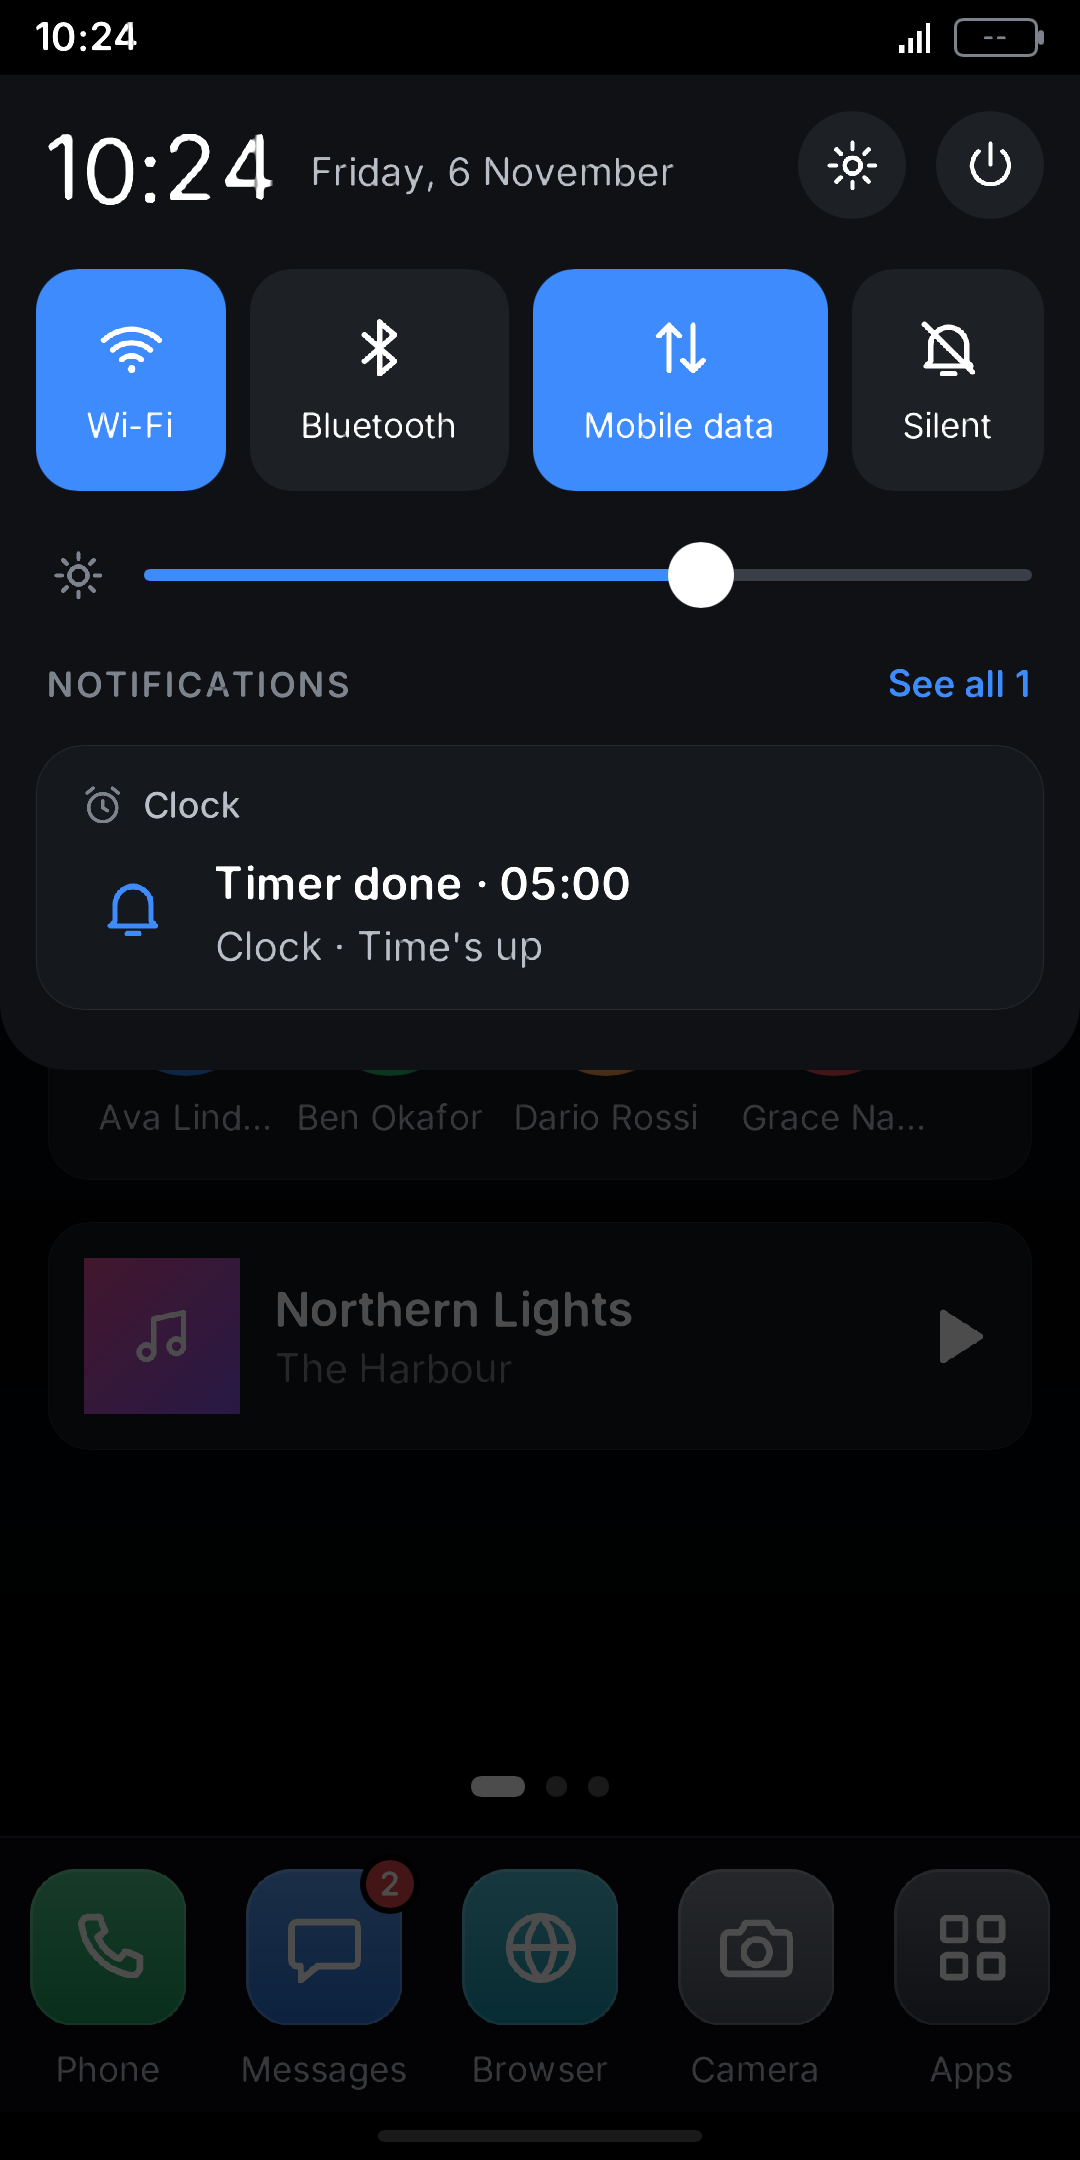 10:24
--
10:24 Friday, 6 November
Wi-Fi Bluetooth Mobile data Silent
NOTIFICATIONS See all 1
Clock
Timer done · 05:00
Clock · Time's up
Ava Lind... Ben Okafor Dario Rossi Grace Na...
Northern Lights
The Harbour
2
Phone Messages Browser Camera Apps